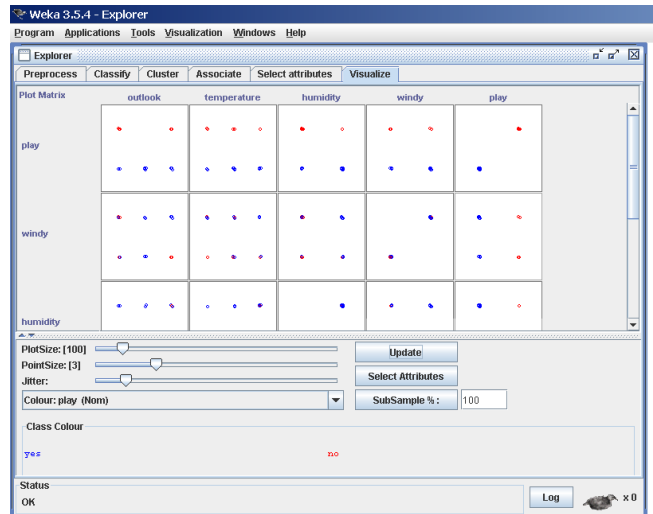 Weka 3.5.4 - Explorer
Program Applications Tools Visualization Windows Help
Explorer
Preprocess Classify Cluster Associate Select attributes Visualize
Plot Matrix outlook temperature humidity windy play
play
windy
humidity
PlotSize: [100]
Update
PointSize: [3]
Select Attributes
Jitter:
Colour: play (Nom)
SubSample % : 100
Class Colour
yes no
Status
OK
Log x 0